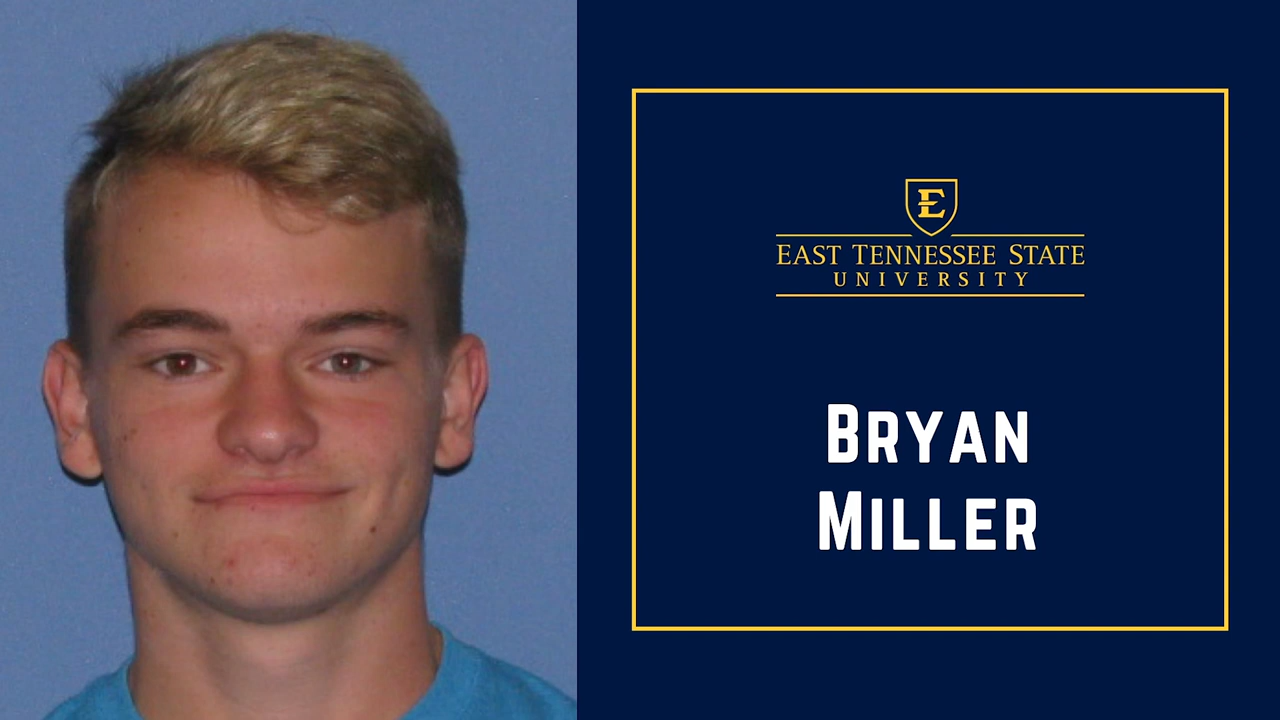 E
EAST TENNESSEE STATE
UNIVERSITY
BRYAN
MILLER